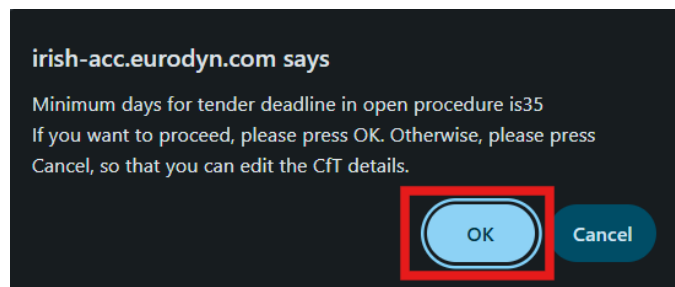 irish-acc.eurodyn.com says
Minimum days for tender deadline in open procedure is35
If you want to proceed, please press OK. Otherwise, please press
Cancel, so that you can edit the CfT details.
OK Cancel